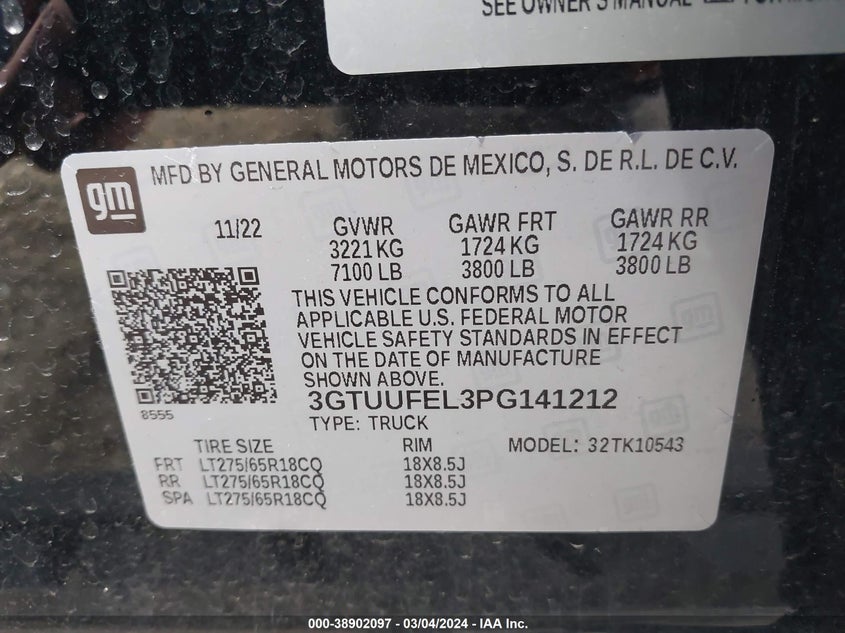 SEE OWNER'S MANUAL
gm
MFD BY GENERAL MOTORS DE MEXICO, S. DE R.L. DE C.V.
11/22 GVWR GAWR FRT GAWR RR
3221 KG 1724 KG 1724 KG
7100 LB 3800 LB 3800 LB
THIS VEHICLE CONFORMS TO ALL
APPLICABLE U.S. FEDERAL MOTOR
VEHICLE SAFETY STANDARDS IN EFFECT
ON THE DATE OF MANUFACTURE
SHOWN ABOVE.
8555
3GTUUFEL3PG141212
TYPE: TRUCK
TIRE SIZE RIM MODEL: 32TK10543
FRT LT275/65R18CQ 18X8.5J
RR LT275/65R18CQ 18X8.5J
SPA LT275/65R18CQ 18X8.5J
000-38902097 - 03/04/2024 - IAA Inc.